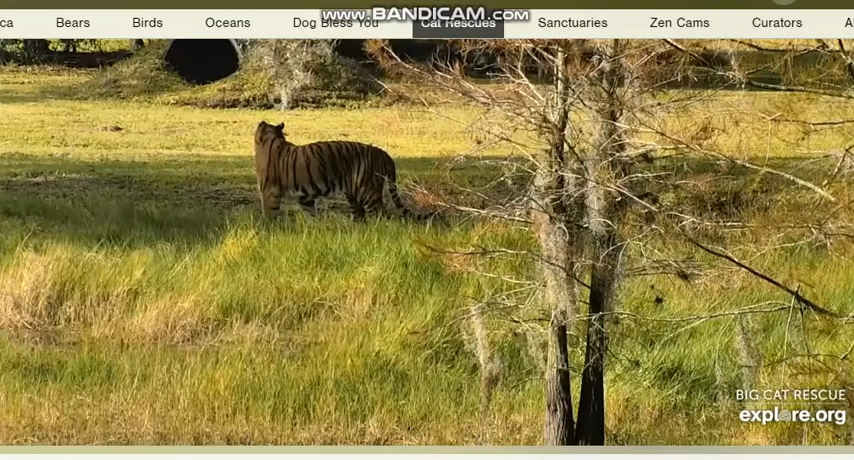 www.BANDICAM.com
ca Bears Birds Oceans Dog Bless You Cat Rescues Sanctuaries Zen Cams Curators A
BIG CAT RESCUE
explore.org